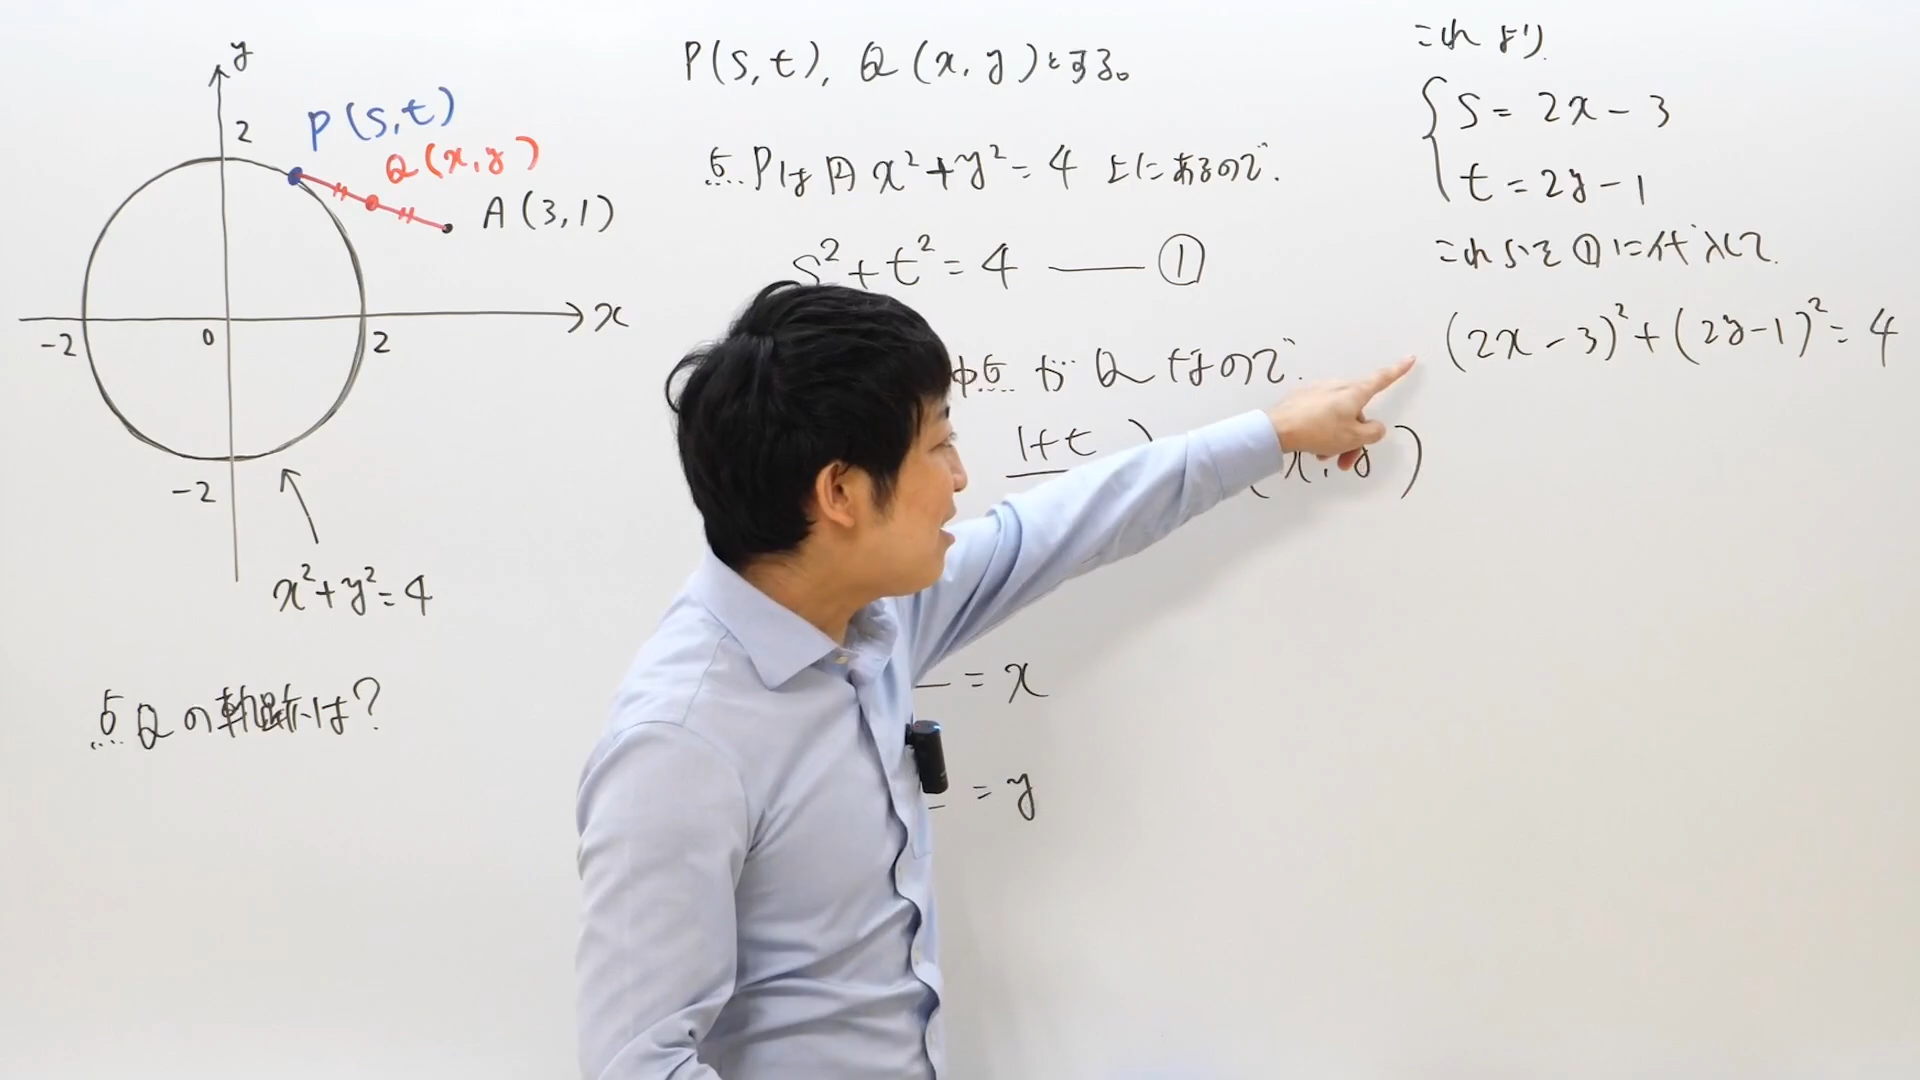 y
2
P(s,t)
Q(x,y)
A(3,1)
-2
0
2
x
-2
x²+y²=4
点Qの軌跡は?
P(s,t), Q(x,y)とする。
点Pは円x²+y²=4上にあるので、
s²+t²=4 ― ①
中点がQなので、
1+t
(x,y)
=x
=y
これより、
s=2x-3
t=2y-1
これらを①に代入して、
(2x-3)²+(2y-1)²=4